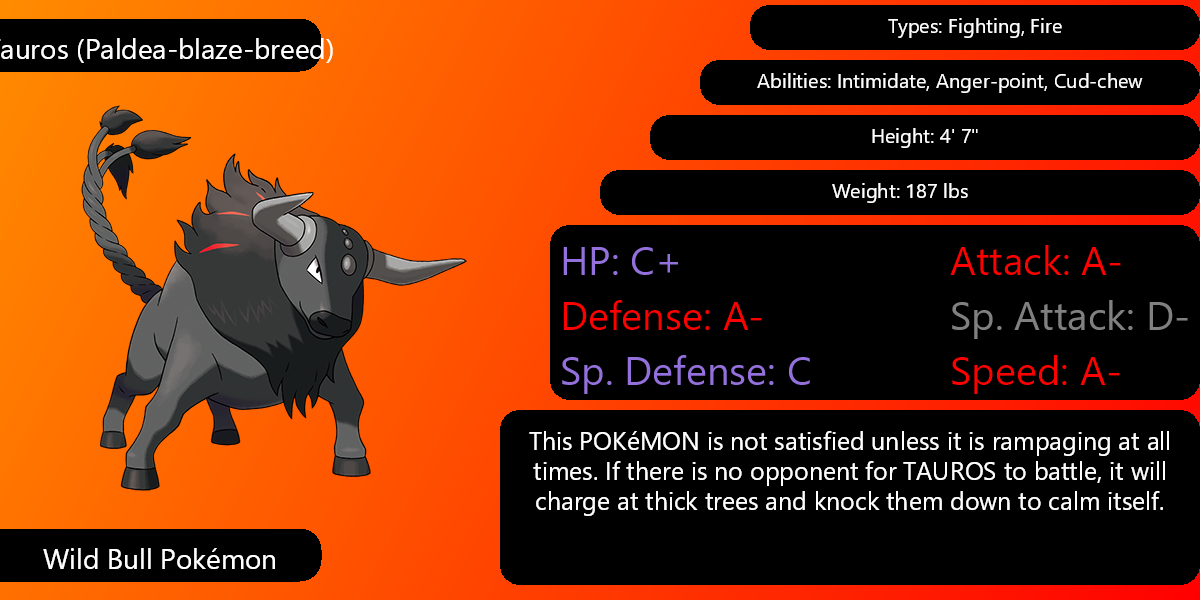 auros (Paldea-blaze-breed)
Types: Fighting, Fire
Abilities: Intimidate, Anger-point, Cud-chew
Height: 4' 7"
Weight: 187 lbs
HP: C+
Attack: A-
Defense: A-
Sp. Attack: D-
Sp. Defense: C
Speed: A-
This POKéMON is not satisfied unless it is rampaging at all
times. If there is no opponent for TAUROS to battle, it will
charge at thick trees and knock them down to calm itself.
Wild Bull Pokémon